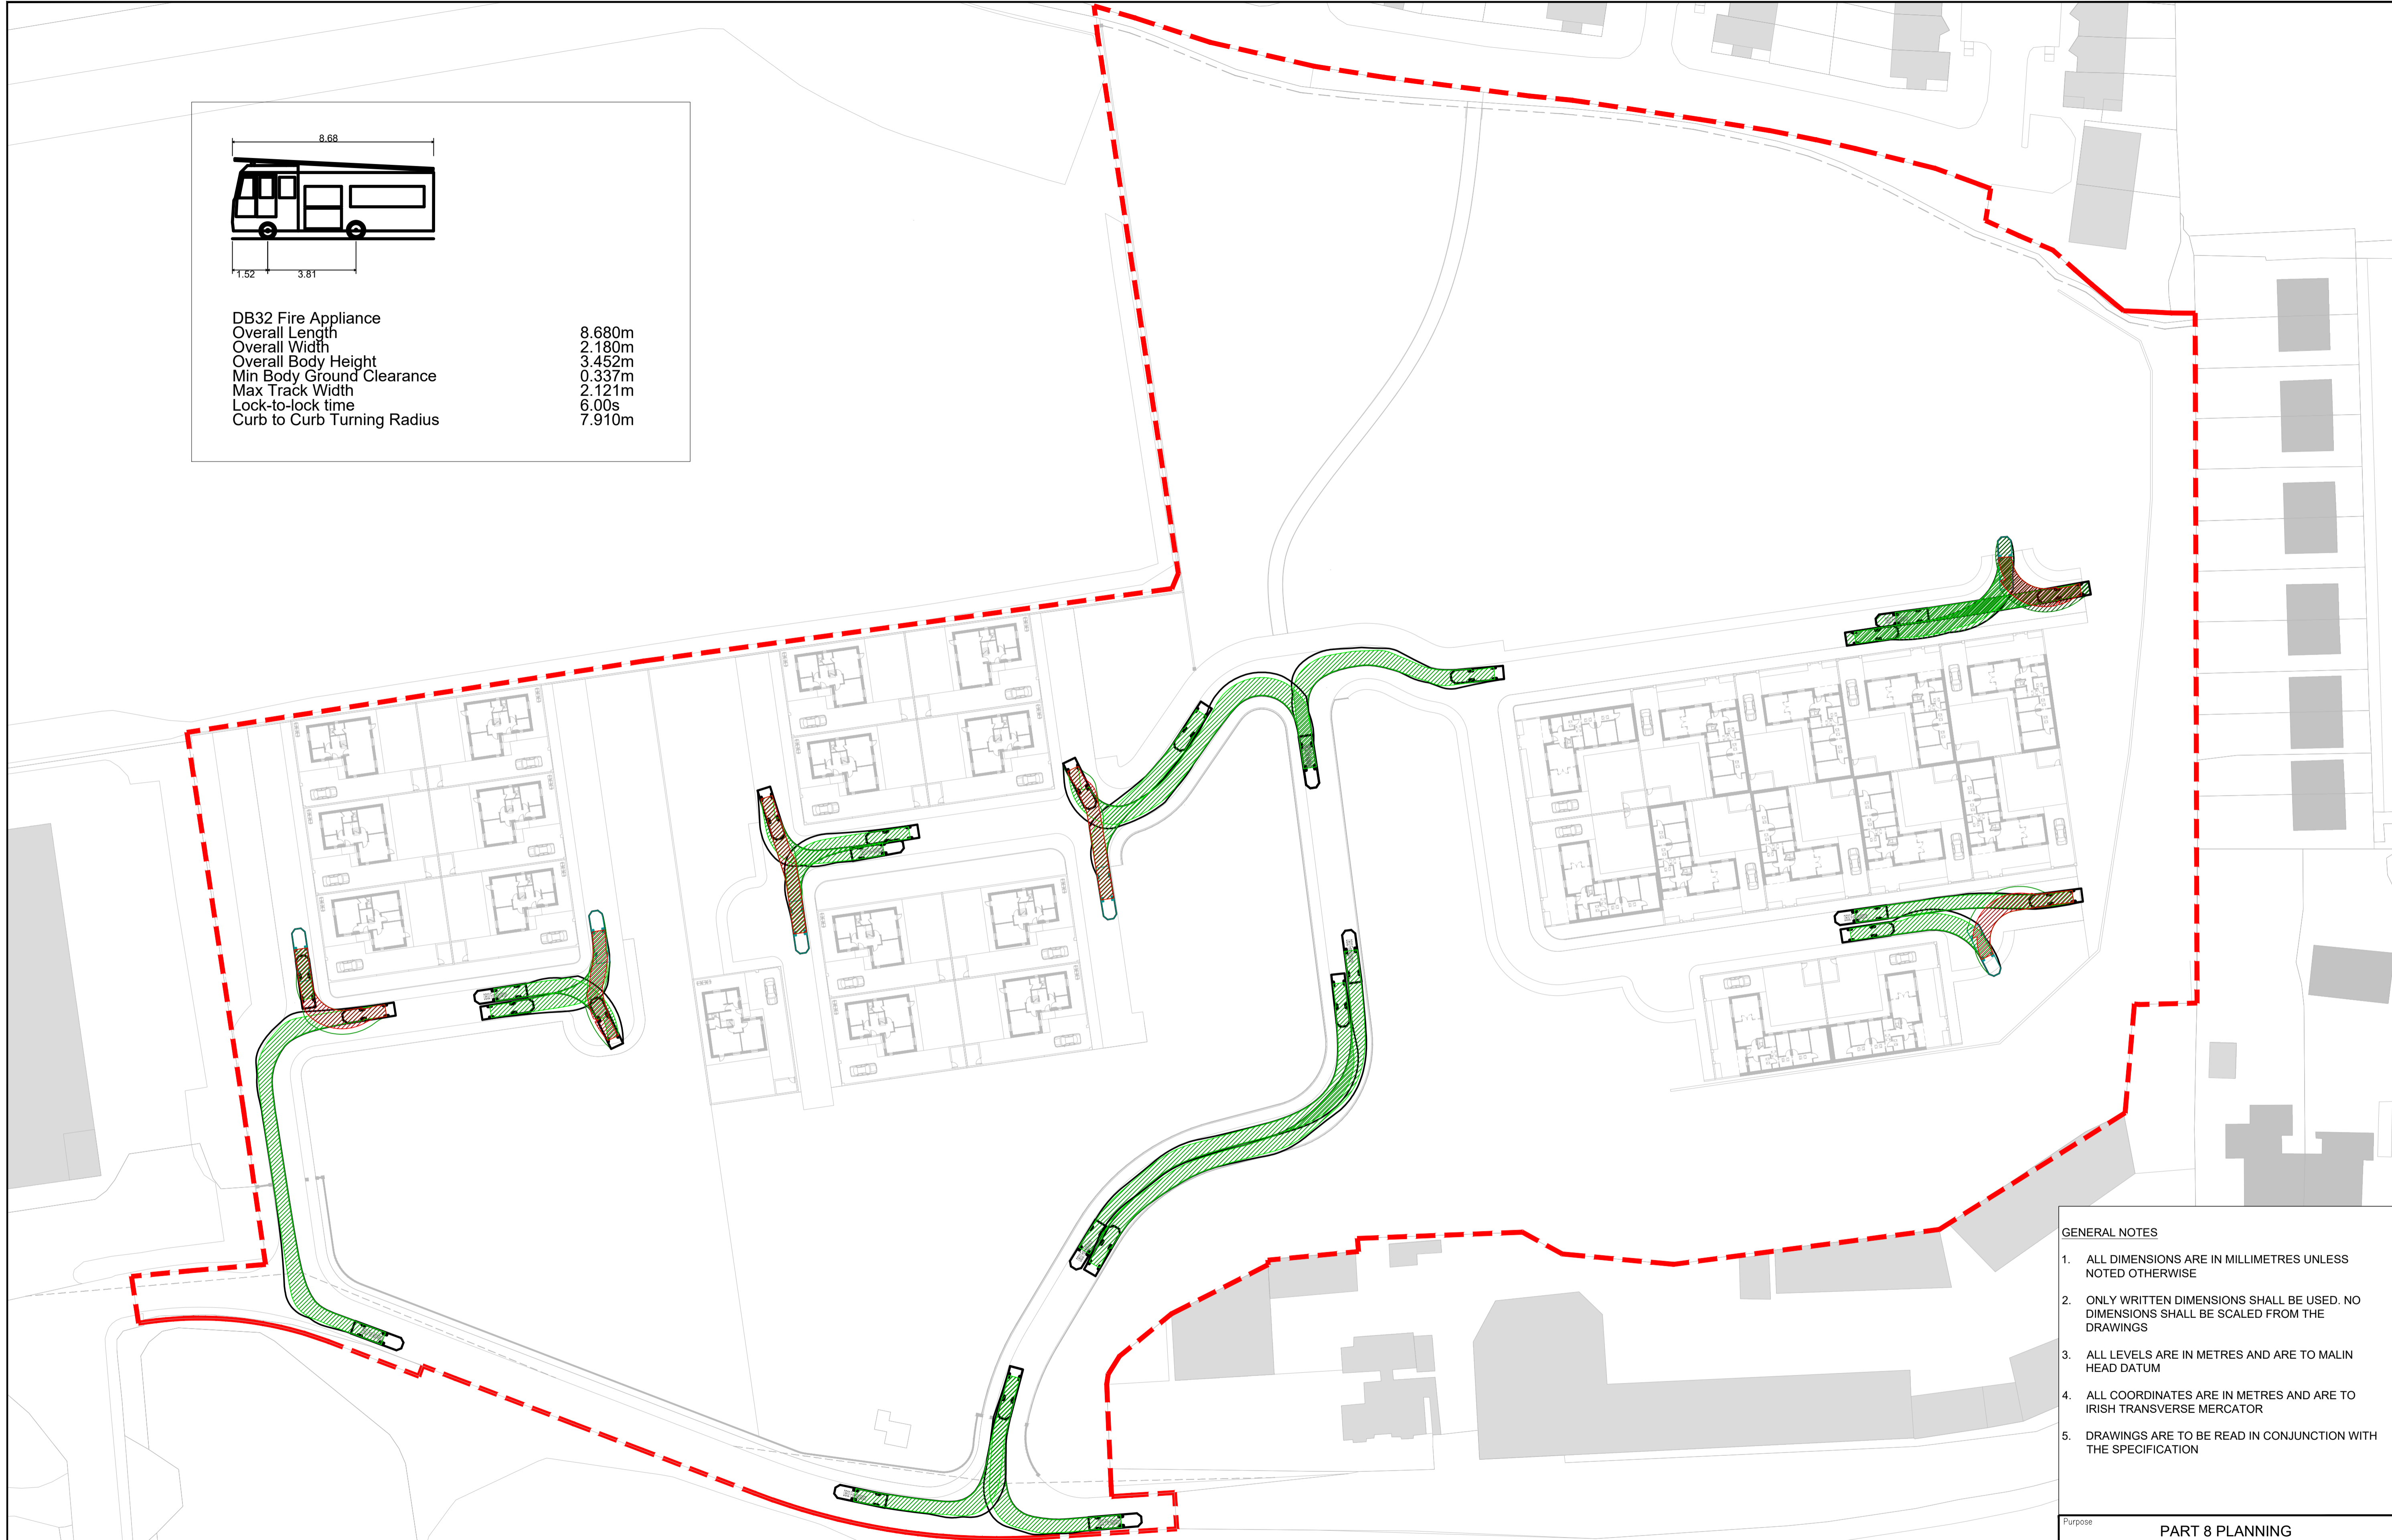 8.68
1.52
3.81
DB32 Fire Appliance
Overall Length 8.680m
Overall Width 2.180m
Overall Body Height 3.452m
Min Body Ground Clearance 0.337m
Max Track Width 2.121m
Lock-to-lock time 6.00s
Curb to Curb Turning Radius 7.910m
GENERAL NOTES
1. ALL DIMENSIONS ARE IN MILLIMETRES UNLESS
NOTED OTHERWISE
2. ONLY WRITTEN DIMENSIONS SHALL BE USED. NO
DIMENSIONS SHALL BE SCALED FROM THE
DRAWINGS
3. ALL LEVELS ARE IN METRES AND ARE TO MALIN
HEAD DATUM
4. ALL COORDINATES ARE IN METRES AND ARE TO
IRISH TRANSVERSE MERCATOR
5. DRAWINGS ARE TO BE READ IN CONJUNCTION WITH
THE SPECIFICATION
Purpose
PART 8 PLANNING